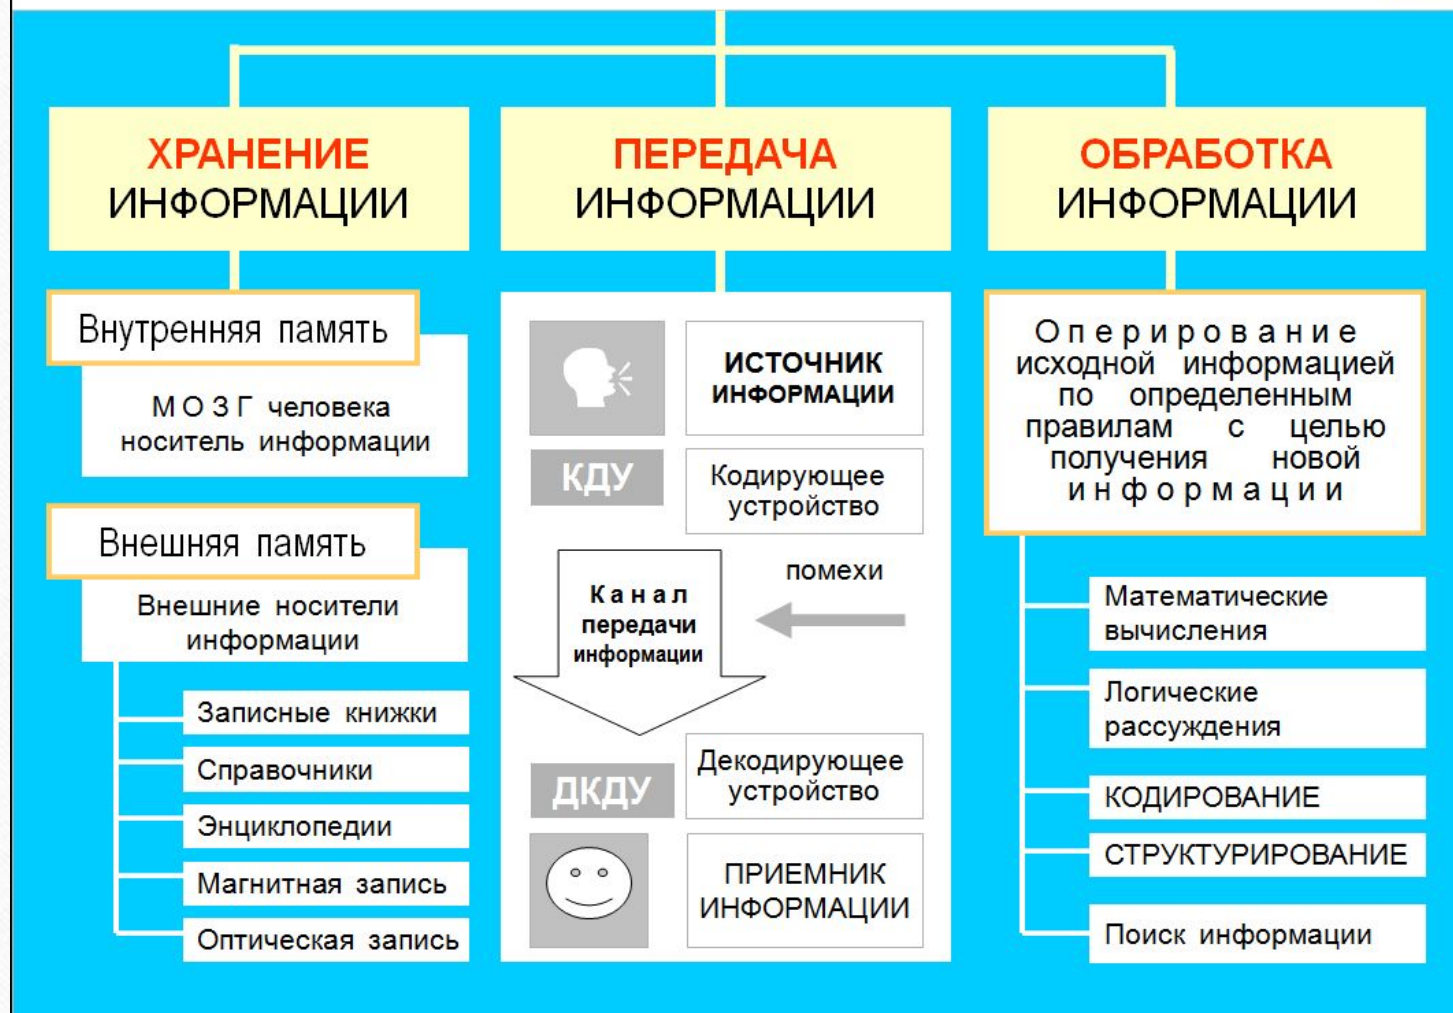 ХРАНЕНИЕ
ИНФОРМАЦИИ
Внутренняя память
М О З Г человека
носитель информации
Внешняя память
Внешние носители
информации
Записные книжки
Справочники
Энциклопедии
Магнитная запись
Оптическая запись
ПЕРЕДАЧА
ИНФОРМАЦИИ
ИСТОЧНИК
ИНФОРМАЦИИ
КДУ
Кодирующее
устройство
Канал
передачи
информации
помехи
ДКДУ
Декодирующее
устройство
ПРИЕМНИК
ИНФОРМАЦИИ
ОБРАБОТКА
ИНФОРМАЦИИ
Оперирование
исходной информацией
по определенным
правилам с целью
получения новой
информации
Математические
вычисления
Логические
рассуждения
КОДИРОВАНИЕ
СТРУКТУРИРОВАНИЕ
Поиск информации